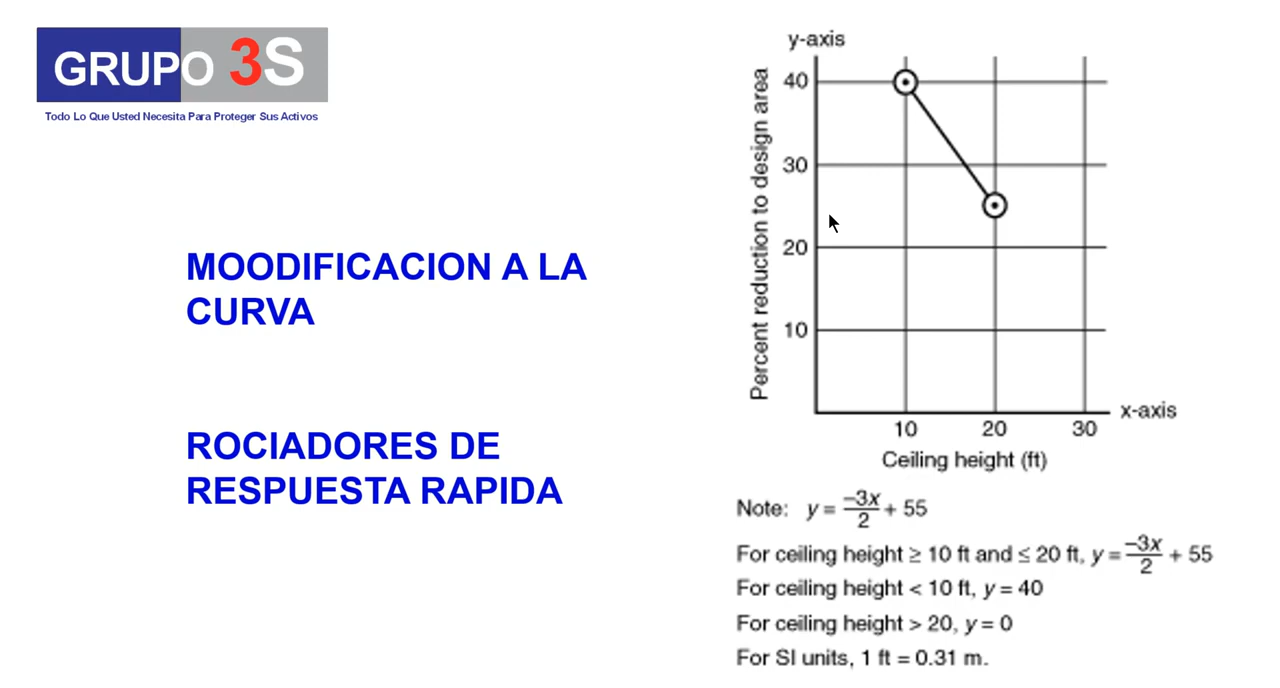 GRUPO 3S
Todo Lo Que Usted Necesita Para Proteger Sus Activos
MOODIFICACION A LA
CURVA
ROCIADORES DE
RESPUESTA RAPIDA
y-axis
Percent reduction to design area
40
30
20
10
x-axis
10 20 30
Ceiling height (ft)
Note: y = −3x/2 + 55
For ceiling height ≥ 10 ft and ≤ 20 ft, y = −3x/2 + 55
For ceiling height < 10 ft, y = 40
For ceiling height > 20, y = 0
For SI units, 1 ft = 0.31 m.